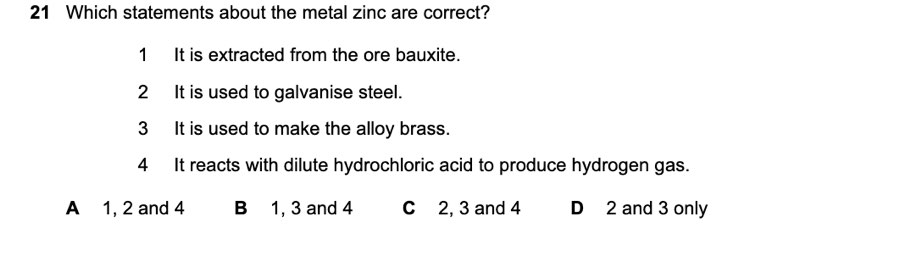 21 Which statements about the metal zinc are correct?
1 It is extracted from the ore bauxite.
2 It is used to galvanise steel.
3 It is used to make the alloy brass.
4 It reacts with dilute hydrochloric acid to produce hydrogen gas.
A 1, 2 and 4 B 1, 3 and 4 C 2, 3 and 4 D 2 and 3 only